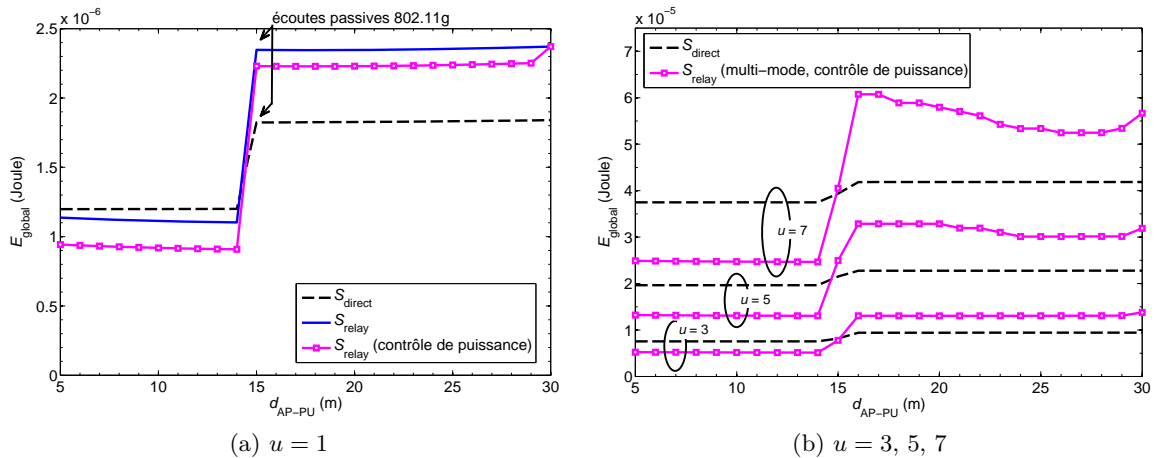 x 10⁻⁶
écoutes passives 802.11g
2.5
2
1.5
1
0.5
0
E_global (Joule)
S_direct
S_relay
S_relay (contrôle de puissance)
5 10 15 20 25 30
d_AP−PU (m)
(a) u = 1
x 10⁻⁵
7
6
5
4
3
2
1
0
E_global (Joule)
S_direct
S_relay (multi−mode, contrôle de puissance)
u = 7
u = 5
u = 3
5 10 15 20 25 30
d_AP−PU (m)
(b) u = 3, 5, 7